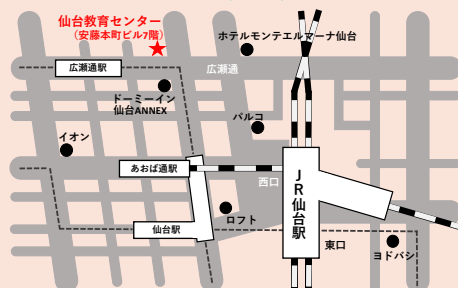 仙台教育センター
（安藤本町ビル7階）
ホテルモンテエルマーナ仙台
広瀬通駅
広瀬通
ドーミーイン
仙台ANNEX
パルコ
イオン
あおば通駅
西口
JR仙台駅
ロフト
仙台駅
東口
ヨドバシ